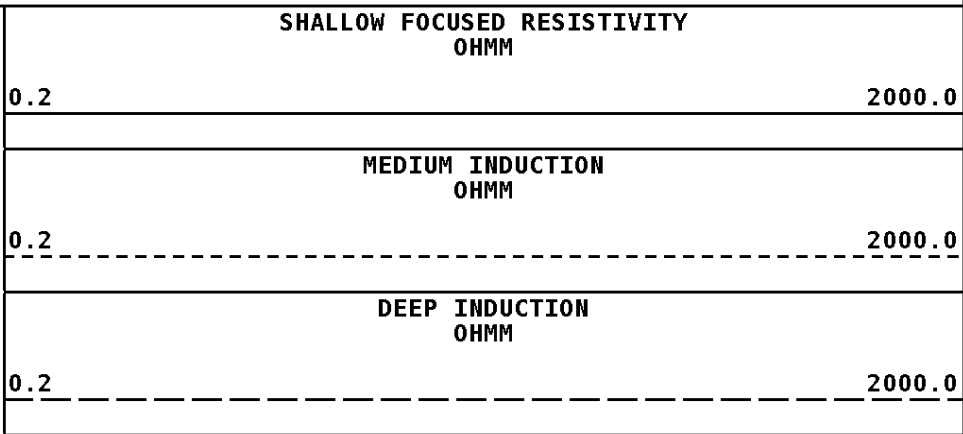 SHALLOW FOCUSED RESISTIVITY
OHMM
0.2 2000.0
MEDIUM INDUCTION
OHMM
0.2 2000.0
DEEP INDUCTION
OHMM
0.2 2000.0